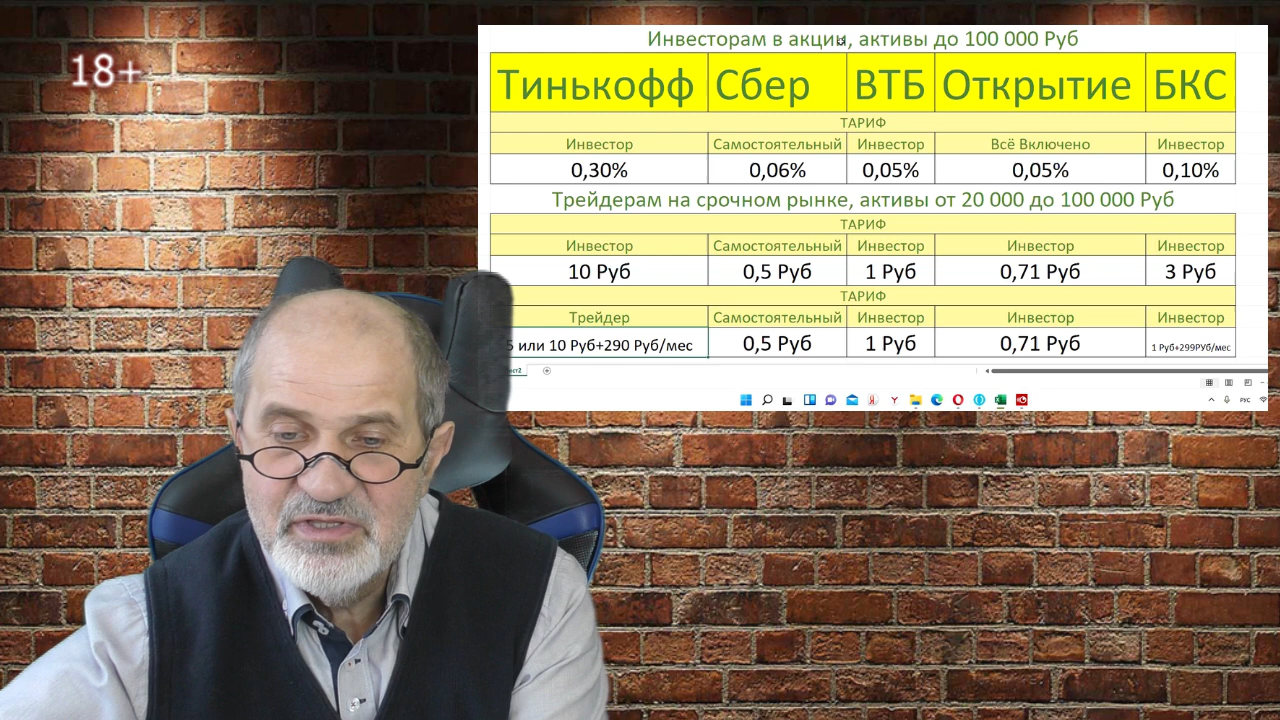 18+
Инвесторам в акции, активы до 100 000 Руб
Тинькофф Сбер ВТБ Открытие БКС
ТАРИФ
Инвестор Самостоятельный Инвестор Всё Включено Инвестор
0,30% 0,06% 0,05% 0,05% 0,10%
Трейдерам на срочном рынке, активы от 20 000 до 100 000 Руб
ТАРИФ
Инвестор Самостоятельный Инвестор Инвестор Инвестор
10 Руб 0,5 Руб 1 Руб 0,71 Руб 3 Руб
ТАРИФ
Трейдер Самостоятельный Инвестор Инвестор Инвестор
5 или 10 Руб+290 Руб/мес 0,5 Руб 1 Руб 0,71 Руб 1 Руб+299РУб/мес
РУС